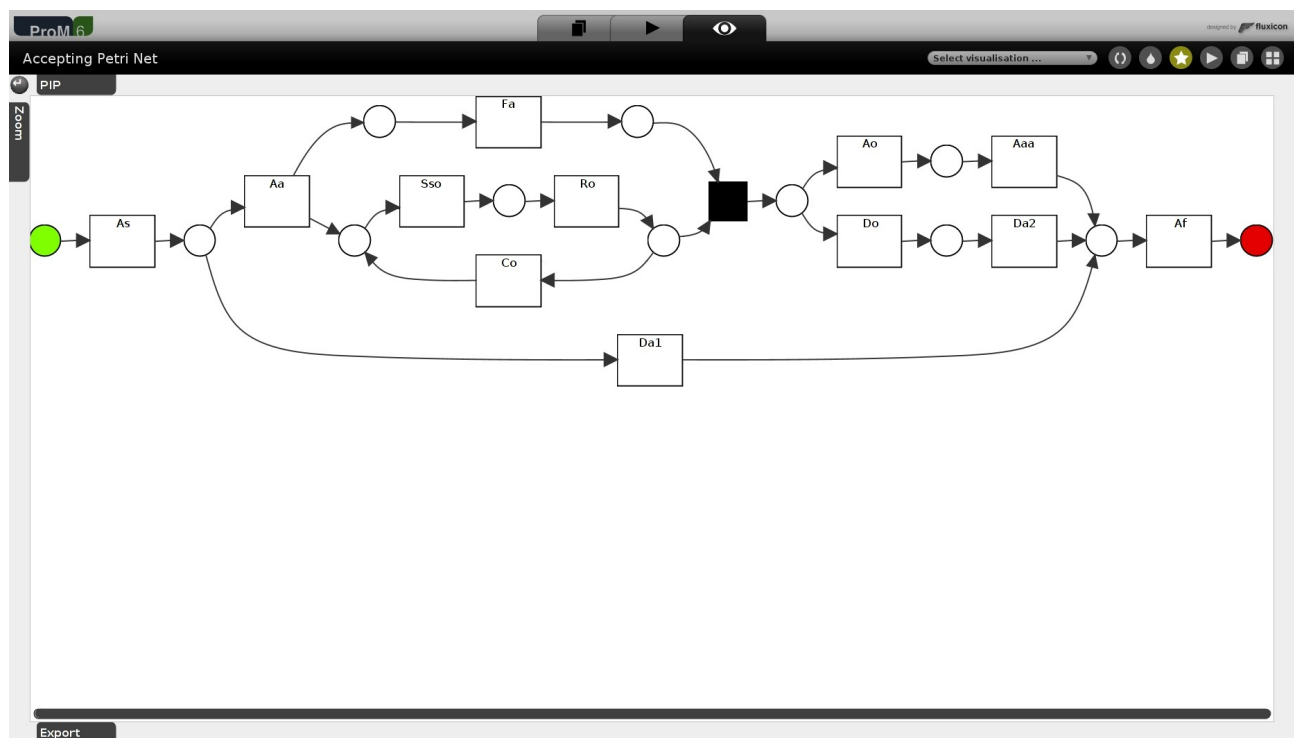 ProM 6
designed by fluxicon
Accepting Petri Net
Select visualisation ...
PIP
Zoom
Fa
Ao
Aaa
Aa
Sso
Ro
As
Do
Da2
Af
Co
Da1
Export